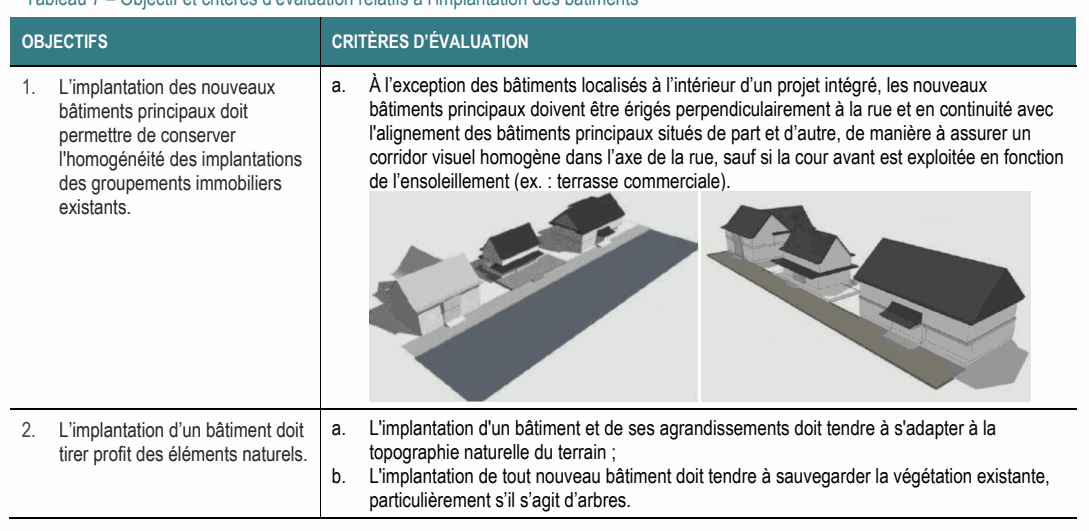 Tableau 7 – Objectif et critères d'évaluation relatifs à l'implantation des bâtiments
OBJECTIFS
CRITÈRES D'ÉVALUATION
1. L'implantation des nouveaux
bâtiments principaux doit
permettre de conserver
l'homogénéité des implantations
des groupements immobiliers
existants.
a. À l'exception des bâtiments localisés à l'intérieur d'un projet intégré, les nouveaux
bâtiments principaux doivent être érigés perpendiculairement à la rue et en continuité avec
l'alignement des bâtiments principaux situés de part et d'autre, de manière à assurer un
corridor visuel homogène dans l'axe de la rue, sauf si la cour avant est exploitée en fonction
de l'ensoleillement (ex. : terrasse commerciale).
2. L'implantation d'un bâtiment doit
tirer profit des éléments naturels.
a. L'implantation d'un bâtiment et de ses agrandissements doit tendre à s'adapter à la
topographie naturelle du terrain ;
b. L'implantation de tout nouveau bâtiment doit tendre à sauvegarder la végétation existante,
particulièrement s'il s'agit d'arbres.